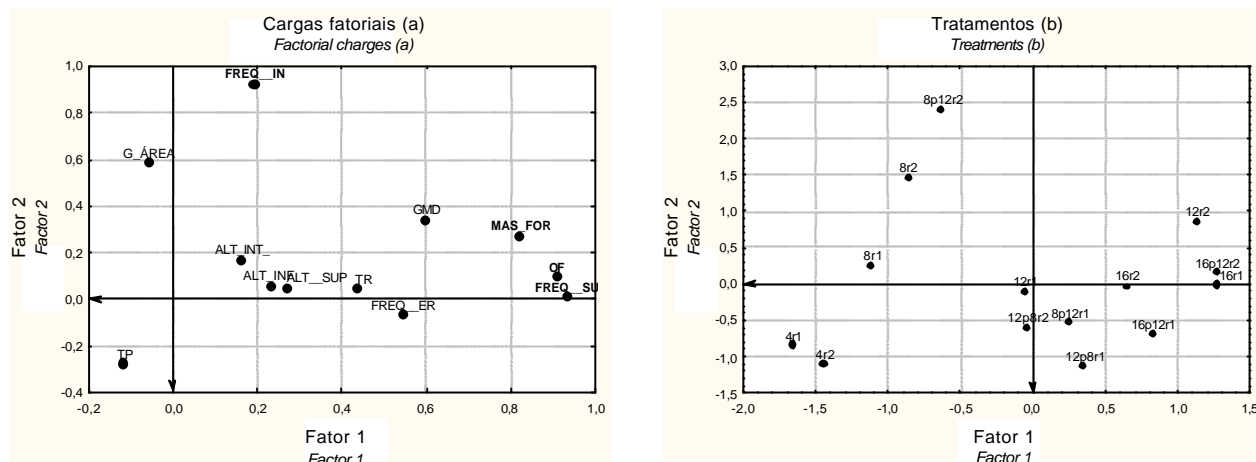 Cargas fatoriais (a)
Factorial charges (a)
1,0
0,8
0,6
0,4
0,2
0,0
-0,2
-0,4
Fator 2
Factor 2
FREQ__IN
G_ÁREA
GMD
MAS_FOR
ALT_INT_
ALT_INF
ALT__SUP
TR
OF
FREQ__SU
FREQ__ER
TP
-0,2
0,0
0,2
0,4
0,6
0,8
1,0
Fator 1
Factor 1
Tratamentos (b)
Treatments (b)
3,0
2,5
2,0
1,5
1,0
0,5
0,0
-0,5
-1,0
-1,5
Fator 2
Factor 2
8p12r2
8r2
12r2
8r1
16p12r2
16r1
12r1
16r2
12p8r2
8p12r1
16p12r1
4r1
4r2
12p8r1
-2,0
-1,5
-1,0
-0,5
0,0
0,5
1,0
1,5
Fator 1
Factor 1